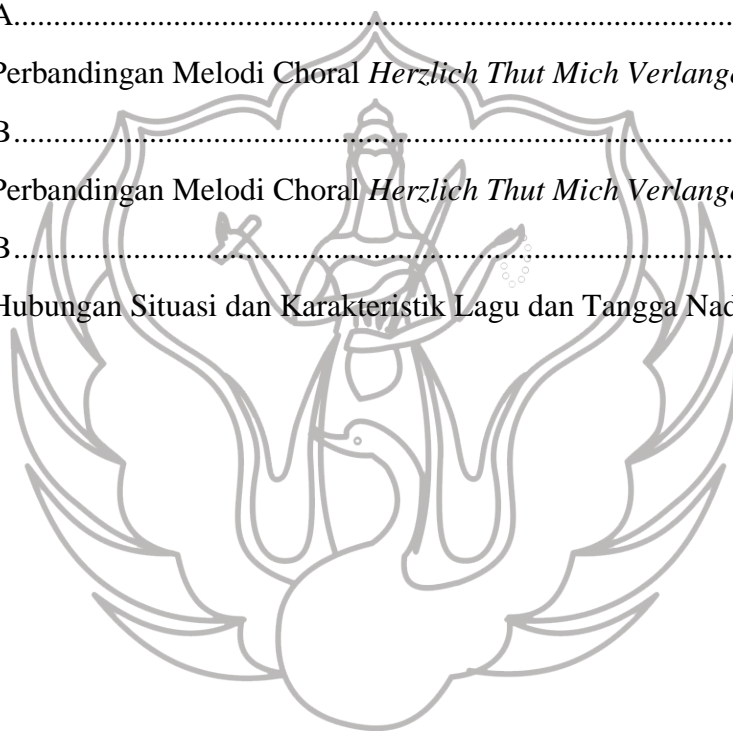 A..........................................................................................
Perbandingan Melodi Choral Herzlich Thut Mich Verlange
B..........................................................................................
Perbandingan Melodi Choral Herzlich Thut Mich Verlange
B..........................................................................................
Hubungan Situasi dan Karakteristik Lagu dan Tangga Nad